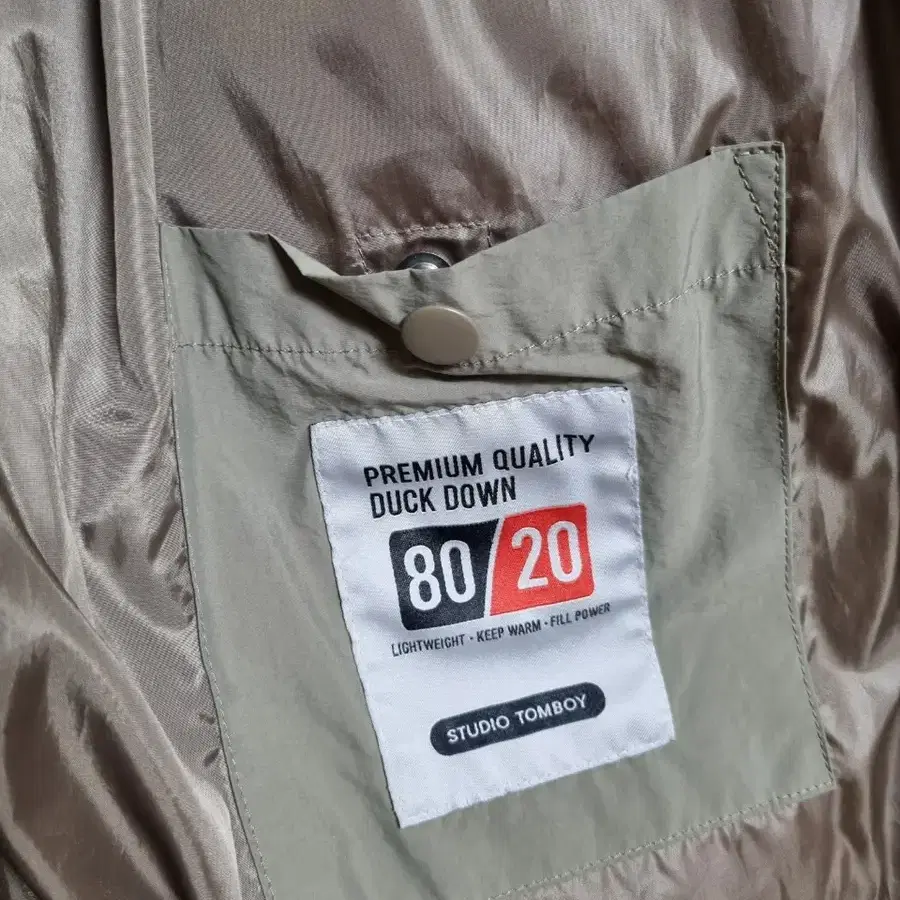 PREMIUM QUALITY
DUCK DOWN
80 20
LIGHTWEIGHT · KEEP WARM · FILL POWER
STUDIO TOMBOY